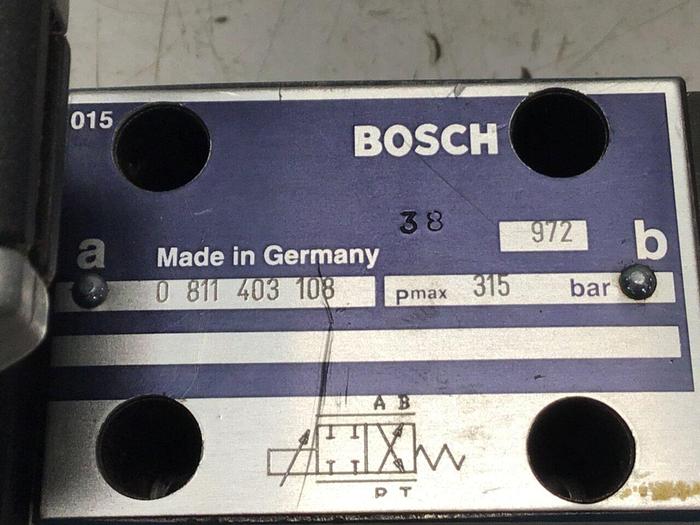 015
BOSCH
38
972
a
b
Made in Germany
0 811 403 108
pmax 315 bar
A B
P T